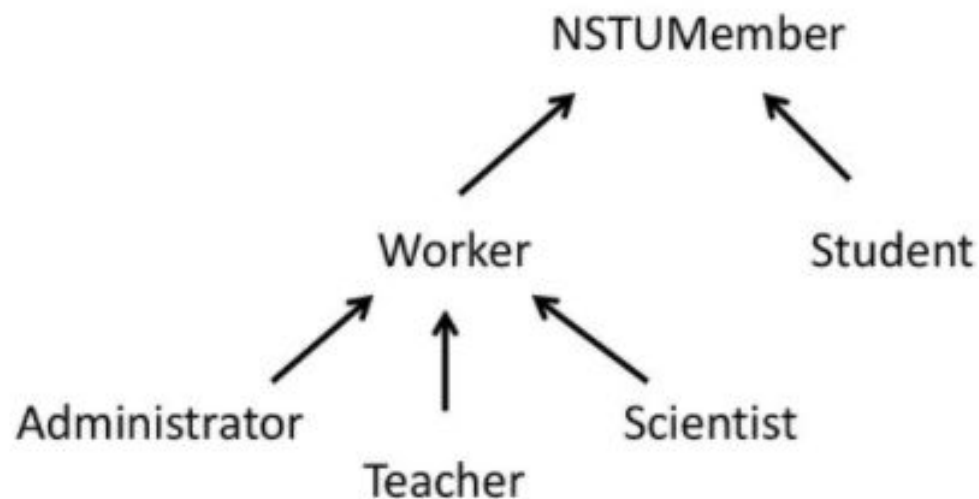 NSTUMember
Worker
Student
Administrator
Scientist
Teacher